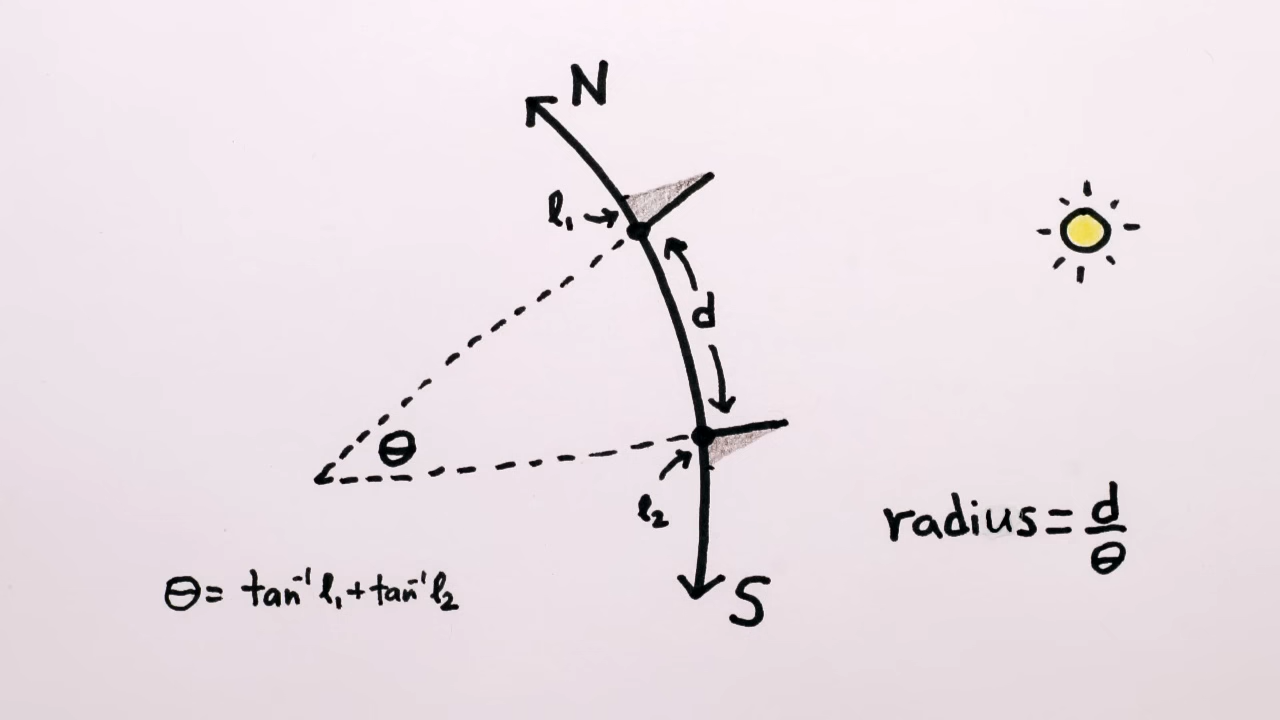 N
l₁
d
θ
l₂
radius = d/θ
θ = tan⁻¹ l₁ + tan⁻¹ l₂
S